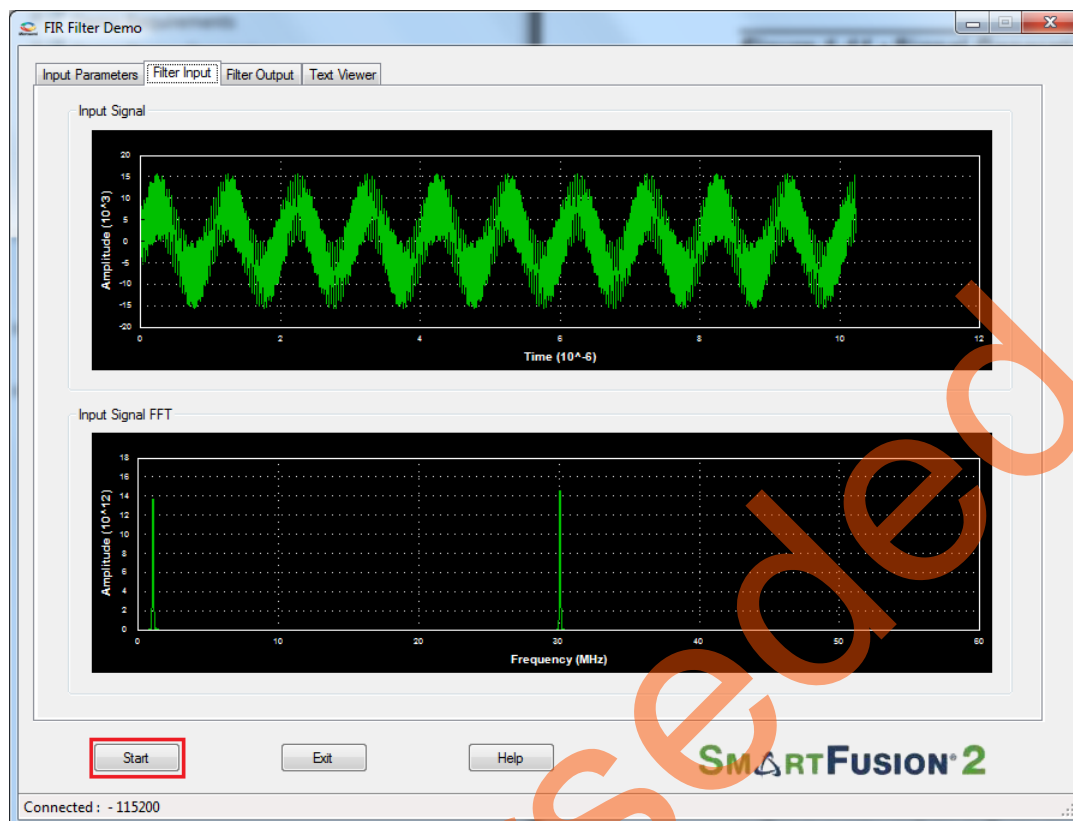 FIR Filter Demo
Input Parameters Filter Input Filter Output Text Viewer
Input Signal
20
15
10
5
0
-5
-10
-15
-20
Amplitude (10^3)
0 2 4 6 8 10 12
Time (10^-6)
Input Signal FFT
18
16
14
12
10
8
6
4
2
0
Amplitude (10^12)
0 10 20 30 40 50 60
Frequency (MHz)
Start Exit Help
SMARTFUSION® 2
Connected : - 115200
seded